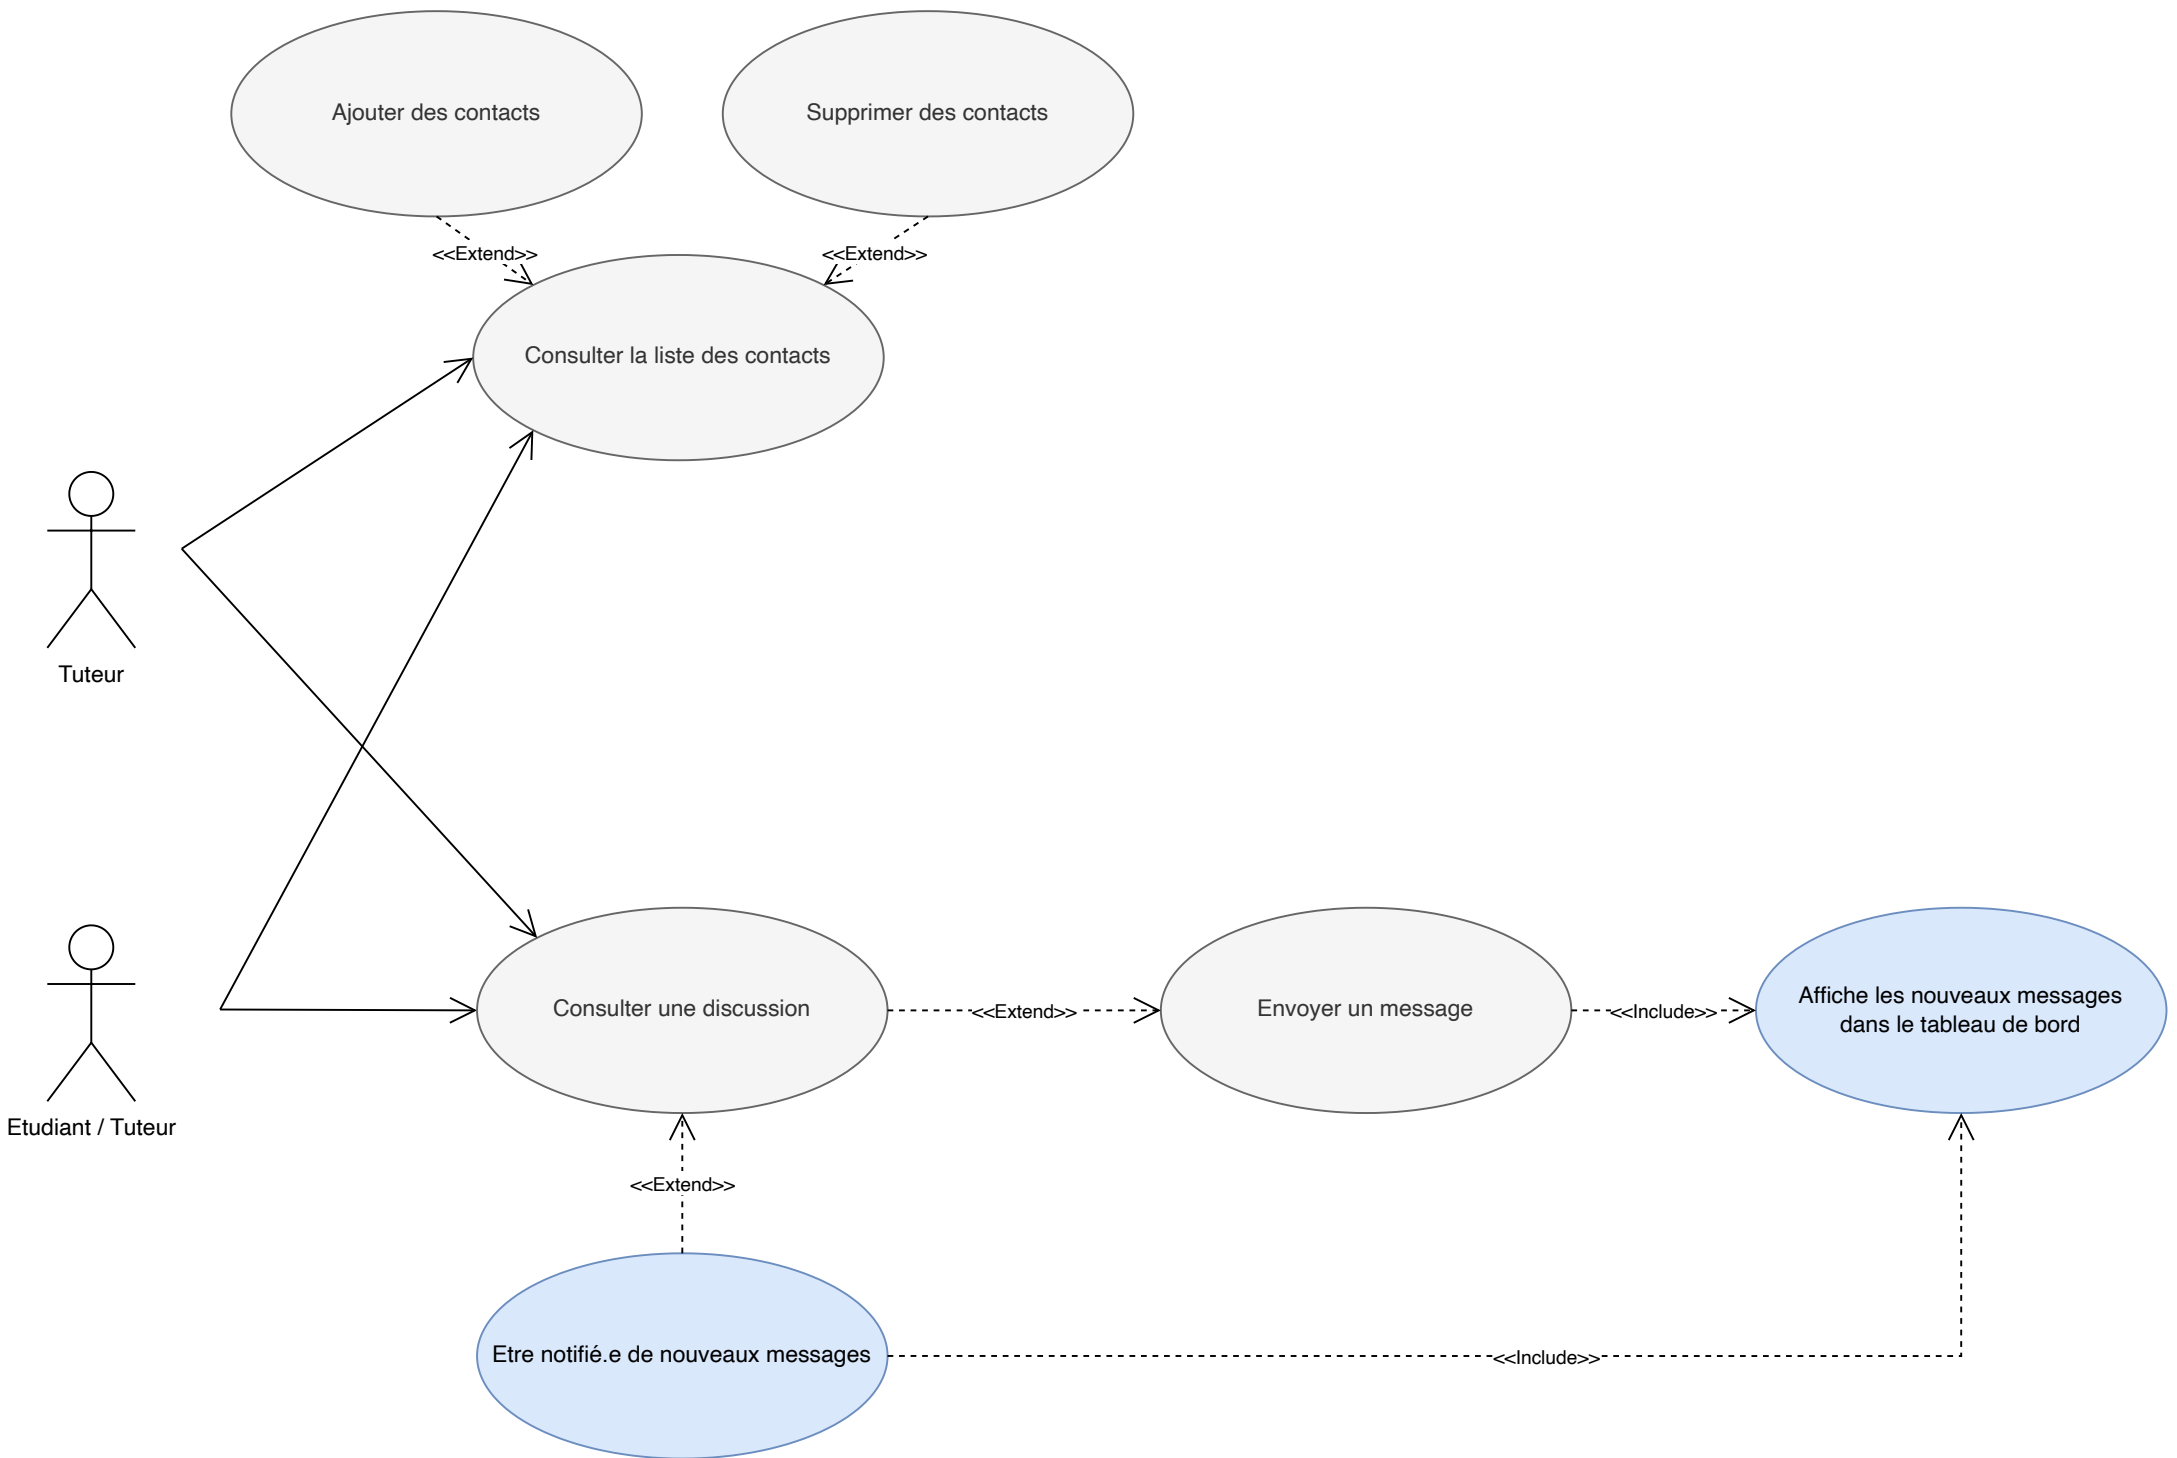 Ajouter des contacts
Supprimer des contacts
<<Extend>>
<<Extend>>
Consulter la liste des contacts
Tuteur
Consulter une discussion
<<Extend>>
Envoyer un message
<<Include>>
Affiche les nouveaux messages
dans le tableau de bord
Etudiant / Tuteur
<<Extend>>
Etre notifié.e de nouveaux messages
<<Include>>